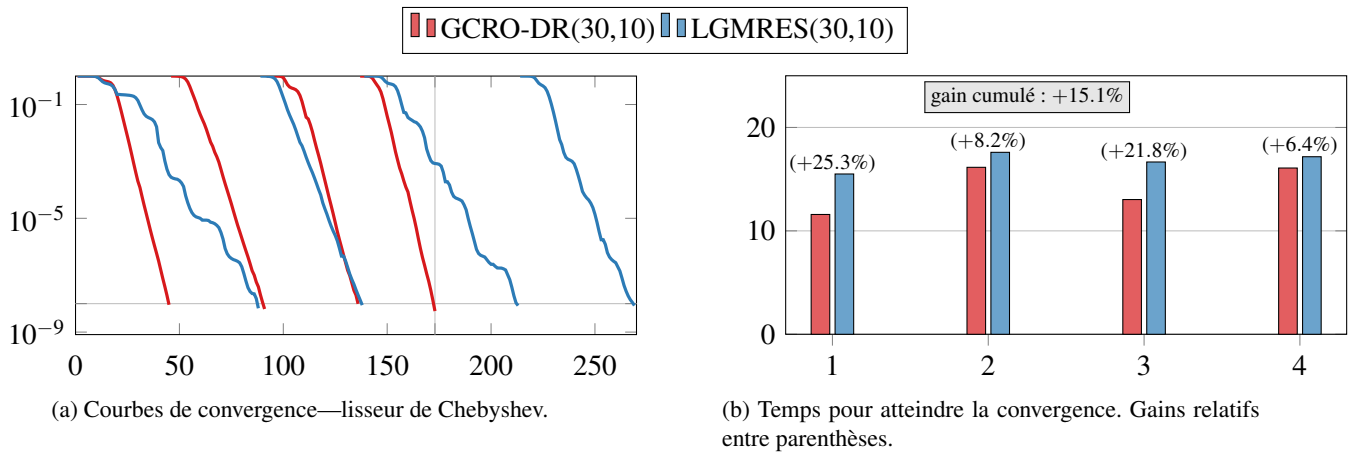 GCRO-DR(30,10) LGMRES(30,10)
10−1
10−5
10−9
0 50 100 150 200 250
(a) Courbes de convergence—lisseur de Chebyshev.
gain cumulé : +15.1%
20
10
0
(+25.3%) (+8.2%) (+21.8%) (+6.4%)
1 2 3 4
(b) Temps pour atteindre la convergence. Gains relatifs
entre parenthèses.